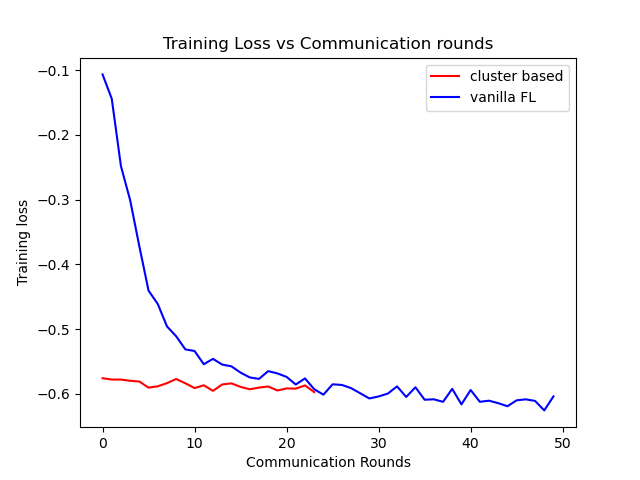 Training Loss vs Communication rounds
cluster based
vanilla FL
−0.1
−0.2
−0.3
−0.4
−0.5
−0.6
Training loss
0
10
20
30
40
50
Communication Rounds